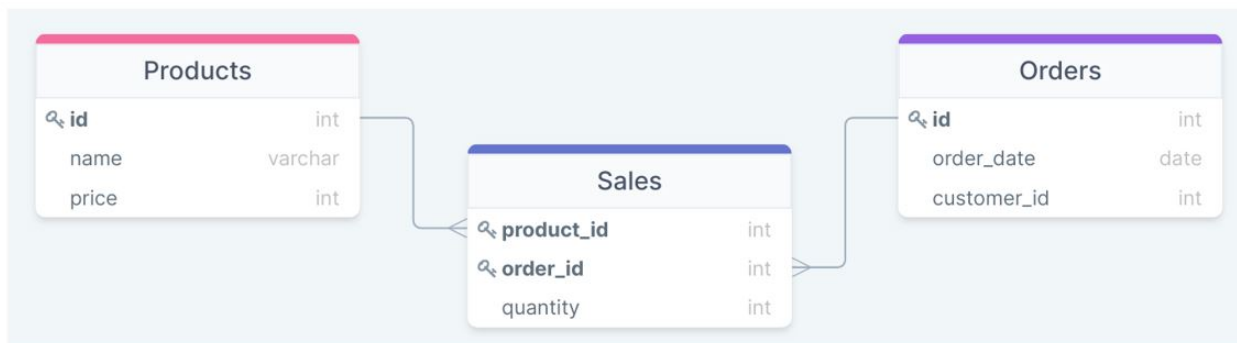 Products
id int
name varchar
price int
Sales
product_id int
order_id int
quantity int
Orders
id int
order_date date
customer_id int